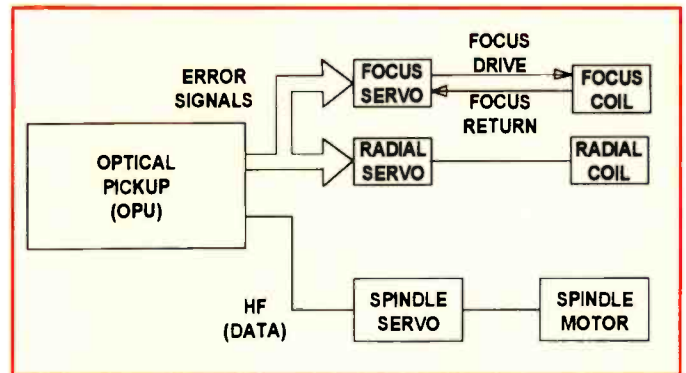 FOCUS
DRIVE
ERROR
SIGNALS
FOCUS
SERVO
FOCUS
COIL
FOCUS
RETURN
OPTICAL
PICKUP
(OPU)
RADIAL
SERVO
RADIAL
COIL
HF
(DATA)
SPINDLE
SERVO
SPINDLE
MOTOR